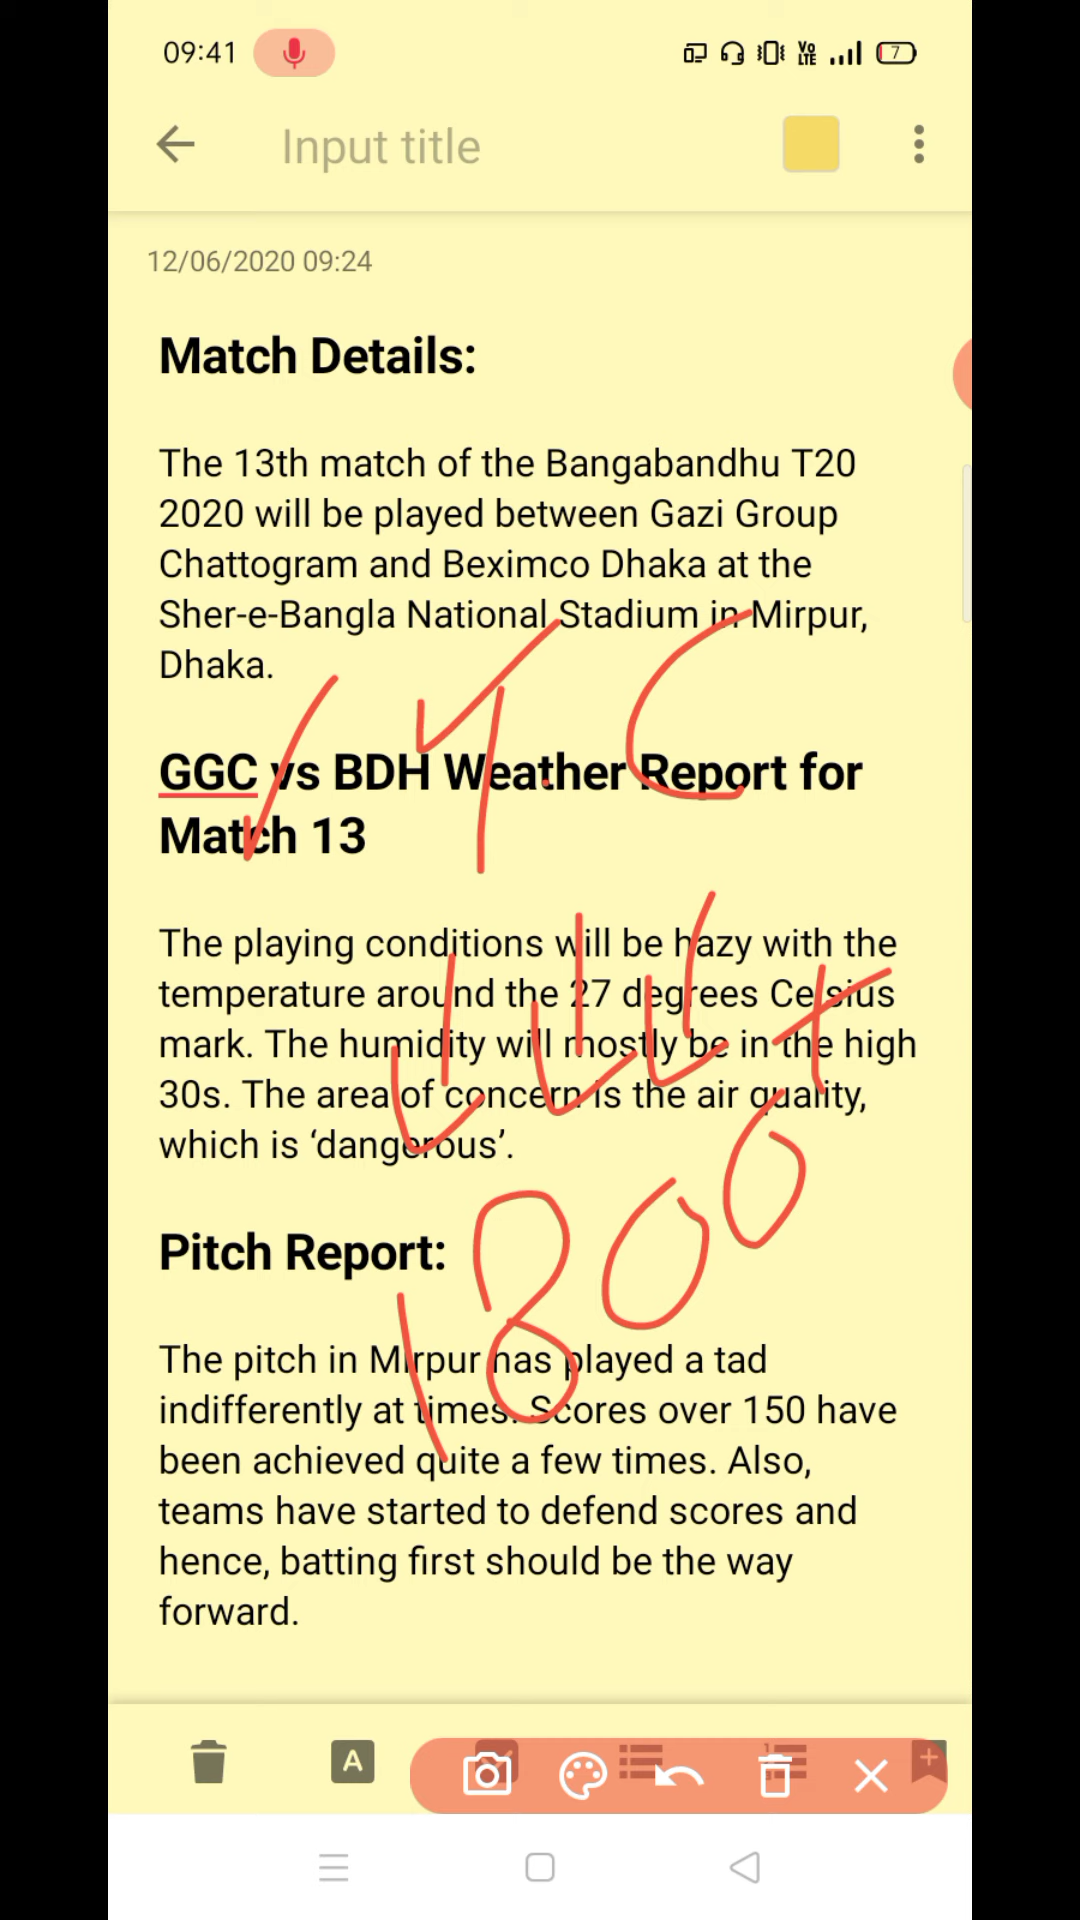 09:41
Vo LTE 7
Input title
12/06/2020 09:24
Match Details:
The 13th match of the Bangabandhu T20
2020 will be played between Gazi Group
Chattogram and Beximco Dhaka at the
Sher-e-Bangla National Stadium in Mirpur,
Dhaka.
GGC vs BDH Weather Report for
Match 13
The playing conditions will be hazy with the
temperature around the 27 degrees Celsius
mark. The humidity will mostly be in the high
30s. The area of concern is the air quality,
which is ‘dangerous’.
1800
Pitch Report:
The pitch in Mirpur has played a tad
indifferently at times. Scores over 150 have
been achieved quite a few times. Also,
teams have started to defend scores and
hence, batting first should be the way
forward.
A